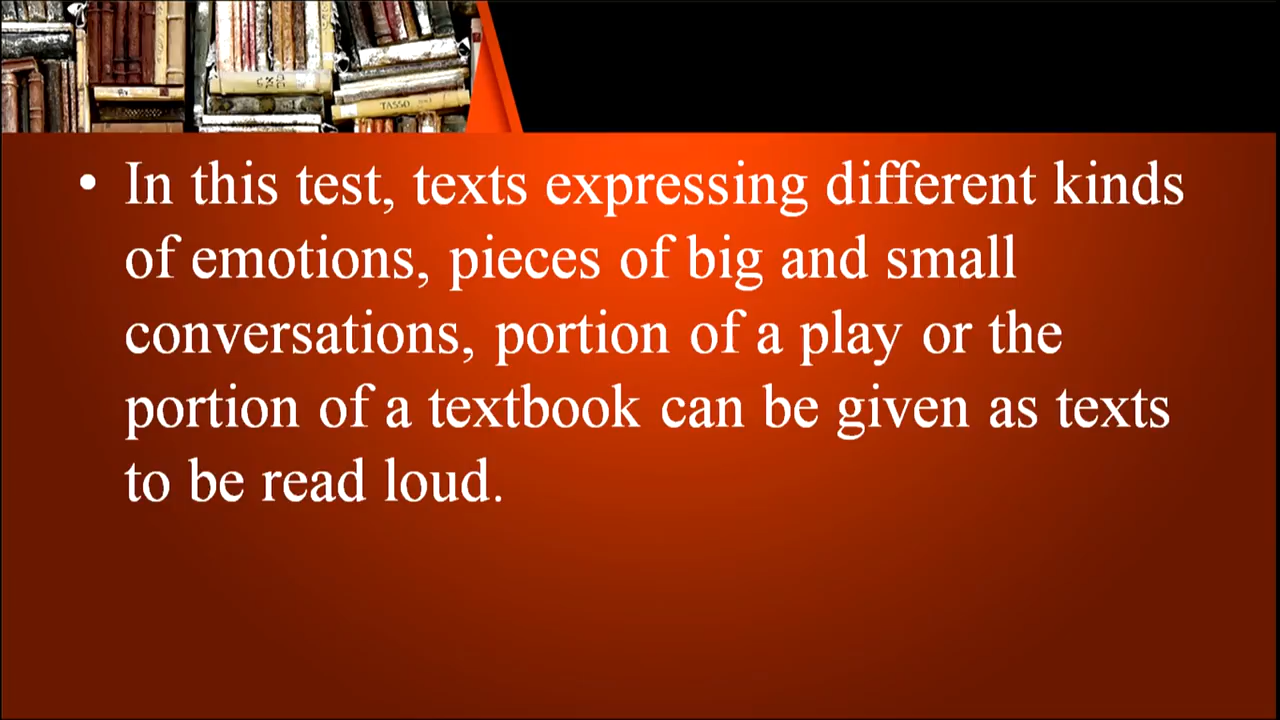 TASSO
• In this test, texts expressing different kinds
of emotions, pieces of big and small
conversations, portion of a play or the
portion of a textbook can be given as texts
to be read loud.